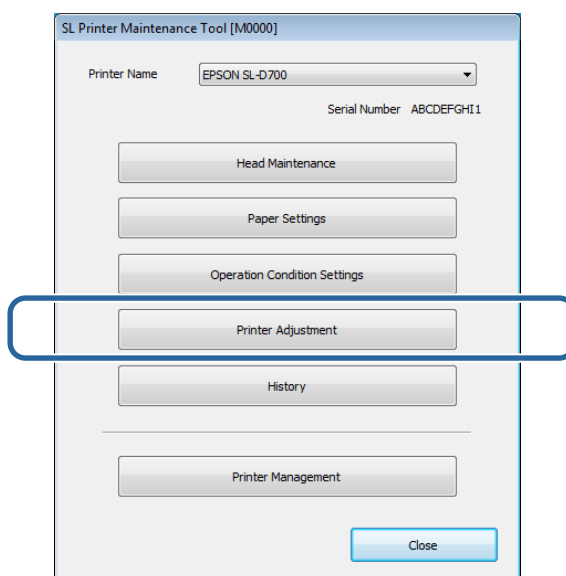 SL Printer Maintenance Tool [M0000]
Printer Name EPSON SL-D700
Serial Number ABCDEFGHI1
Head Maintenance
Paper Settings
Operation Condition Settings
Printer Adjustment
History
Printer Management
Close